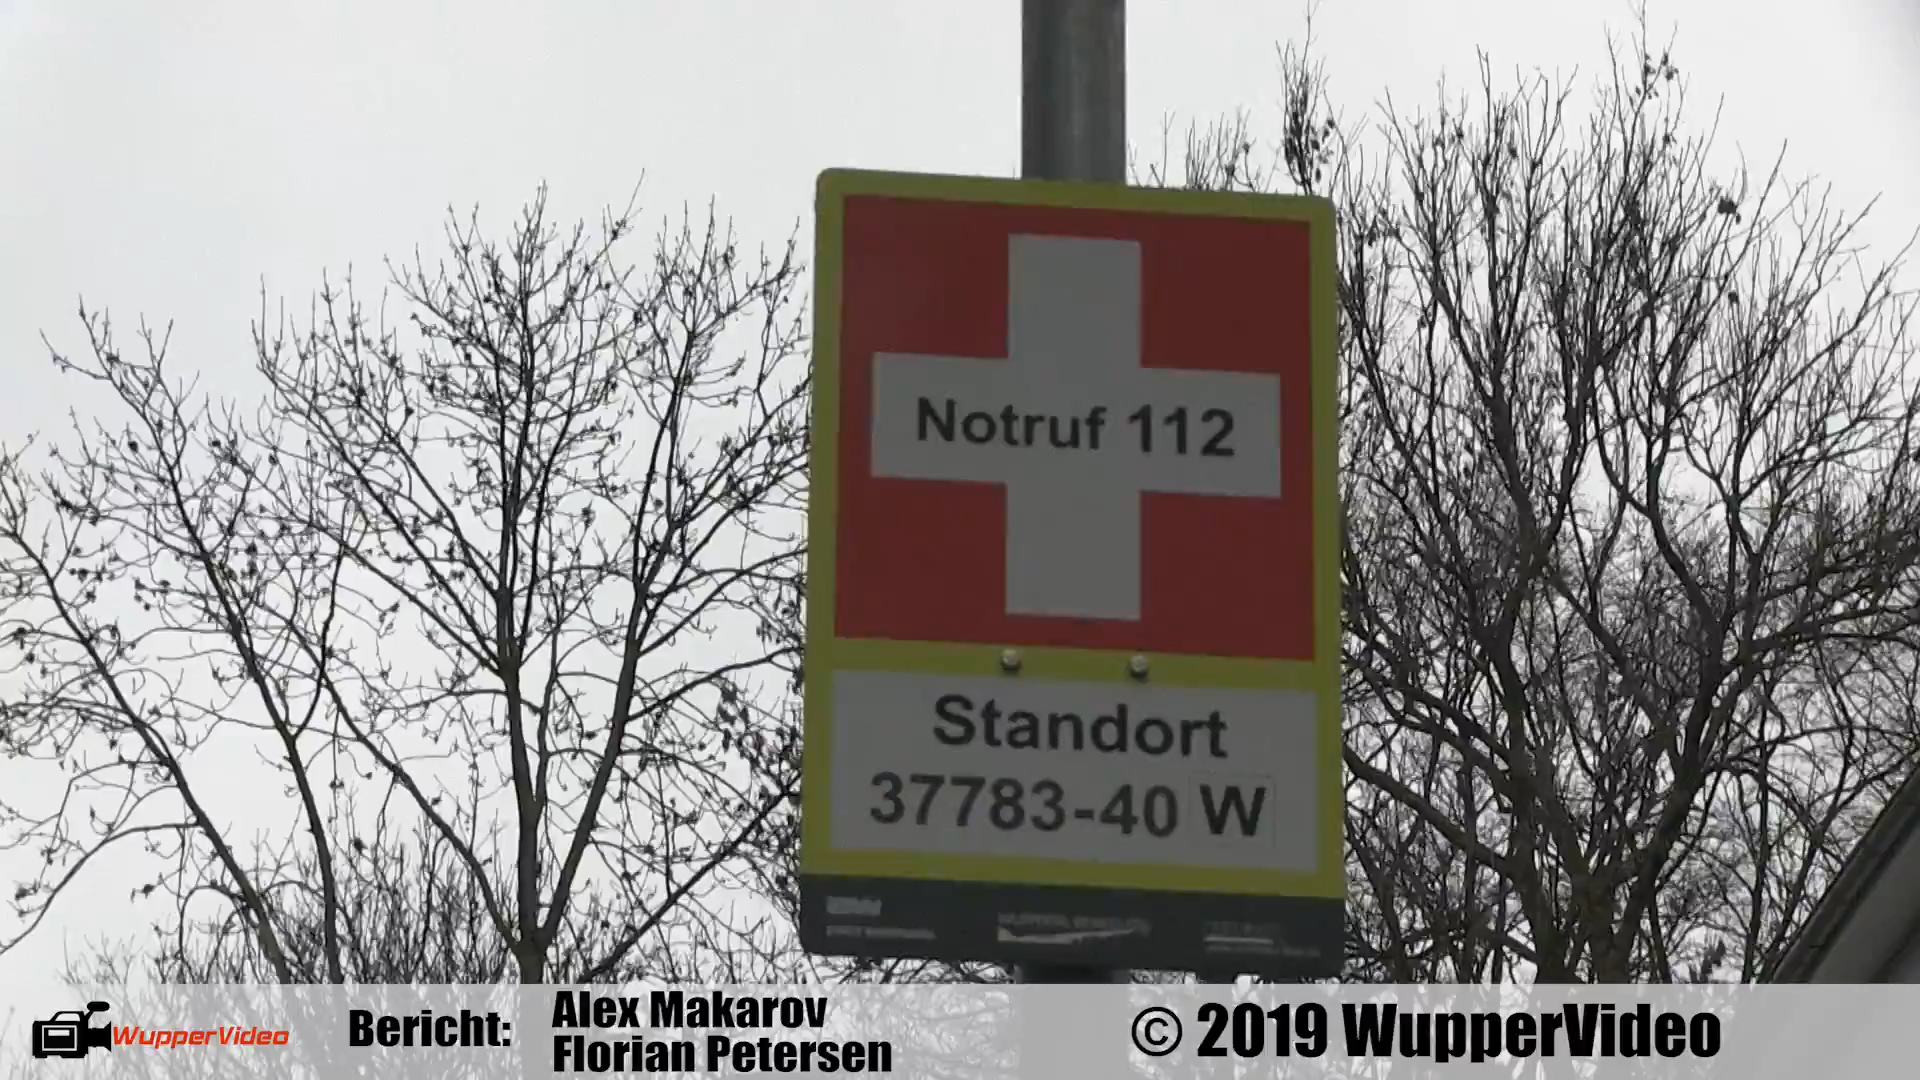 Notruf 112
Standort
37783-40 W
WupperVideo
Bericht:
Alex Makarov
Florian Petersen
© 2019 WupperVideo